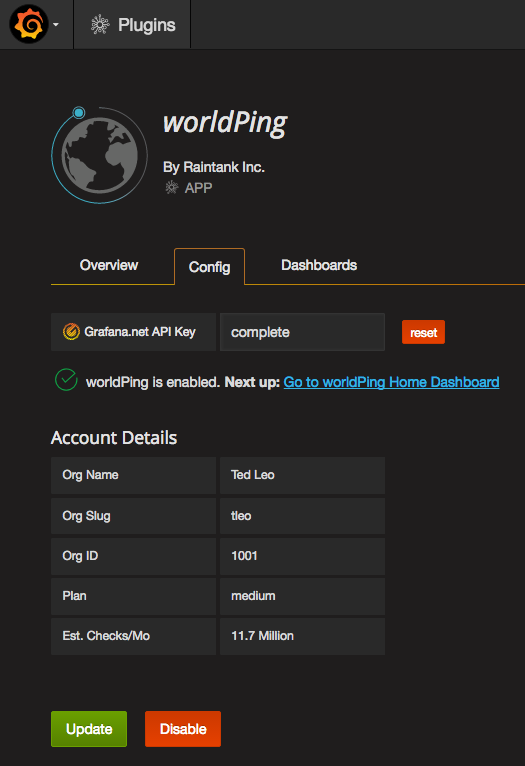 Plugins
worldPing
By Raintank Inc.
APP
Overview Config Dashboards
Grafana.net API Key complete reset
worldPing is enabled. Next up: Go to worldPing Home Dashboard
Account Details
Org Name Ted Leo
Org Slug tleo
Org ID 1001
Plan medium
Est. Checks/Mo 11.7 Million
Update Disable